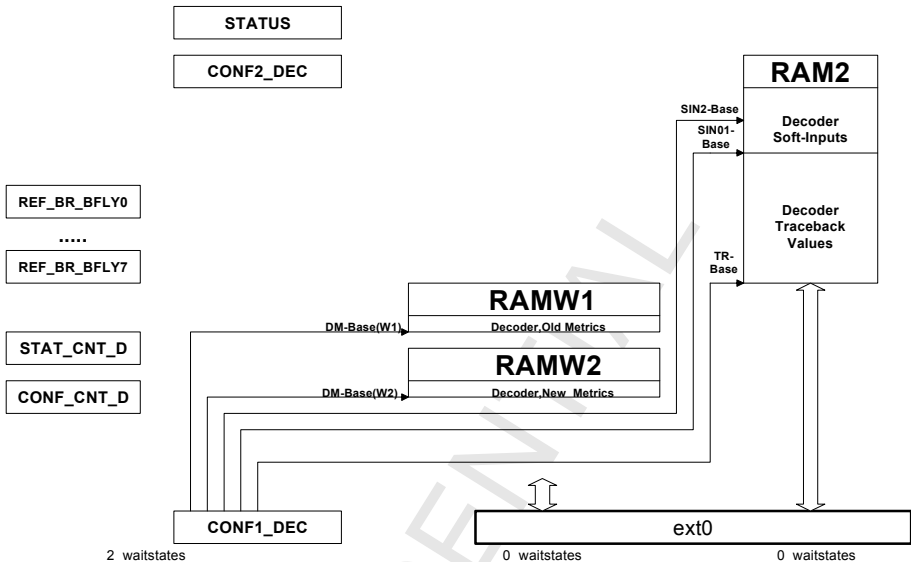 STATUS
CONF2_DEC
RAM2
SIN2-Base
Decoder
Soft-Inputs
SIN01-
Base
REF_BR_BFLY0
.....
REF_BR_BFLY7
Decoder
Traceback
Values
TR-
Base
RAMW1
DM-Base(W1)
Decoder,Old Metrics
STAT_CNT_D
RAMW2
DM-Base(W2)
Decoder,New Metrics
CONF_CNT_D
CONF1_DEC
ext0
2 waitstates
0 waitstates
0 waitstates